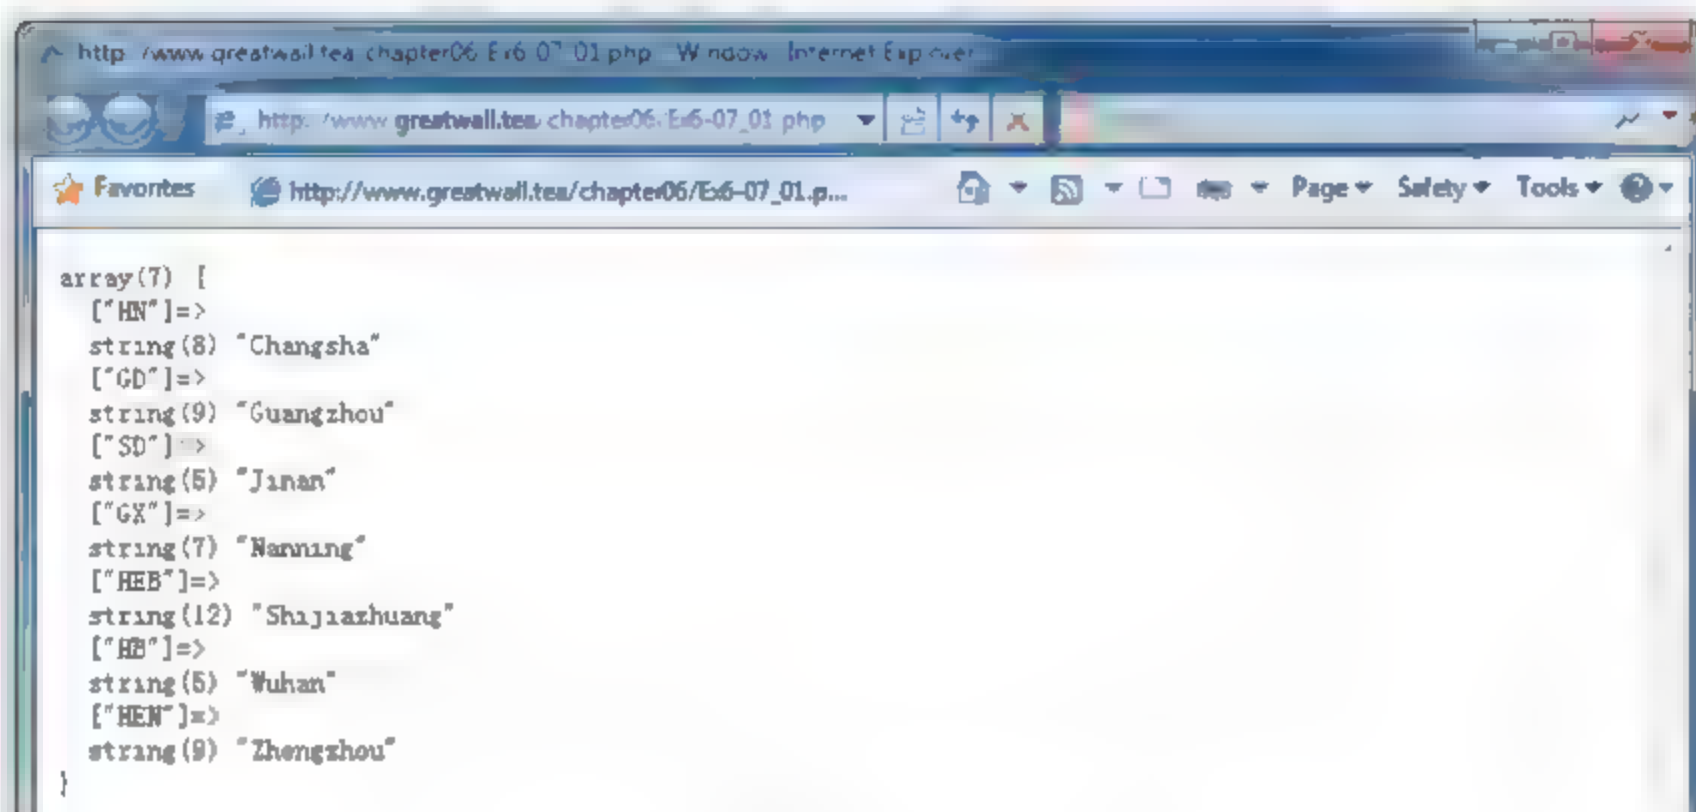 http://www.greatwall.tea/chapter06/Ex6-07_01.php - Windows Internet Explorer
http://www.greatwall.tea/chapter06/Ex6-07_01.php
Favorites http://www.greatwall.tea/chapter06/Ex6-07_01.p... Page Safety Tools
array(7) {
["HN"]=>
string(8) "Changsha"
["GD"]=>
string(9) "Guangzhou"
["SD"]=>
string(5) "Jinan"
["GX"]=>
string(7) "Nanning"
["HEB"]=>
string(12) "Shijiazhuang"
["HB"]=>
string(5) "Wuhan"
["HEN"]=>
string(9) "Zhengzhou"
}